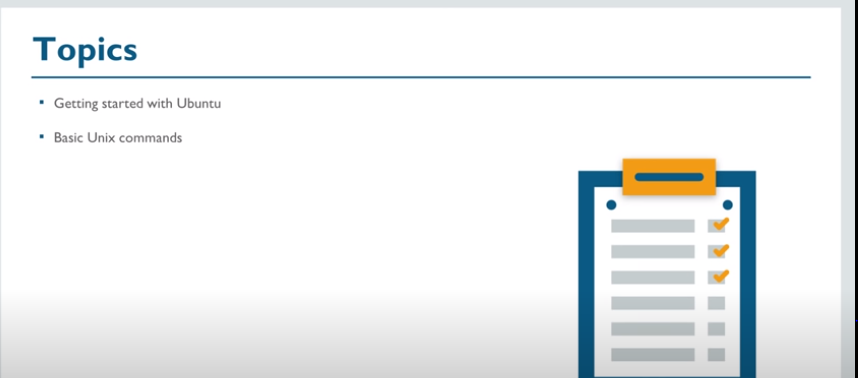 Topics
▪ Getting started with Ubuntu
▪ Basic Unix commands